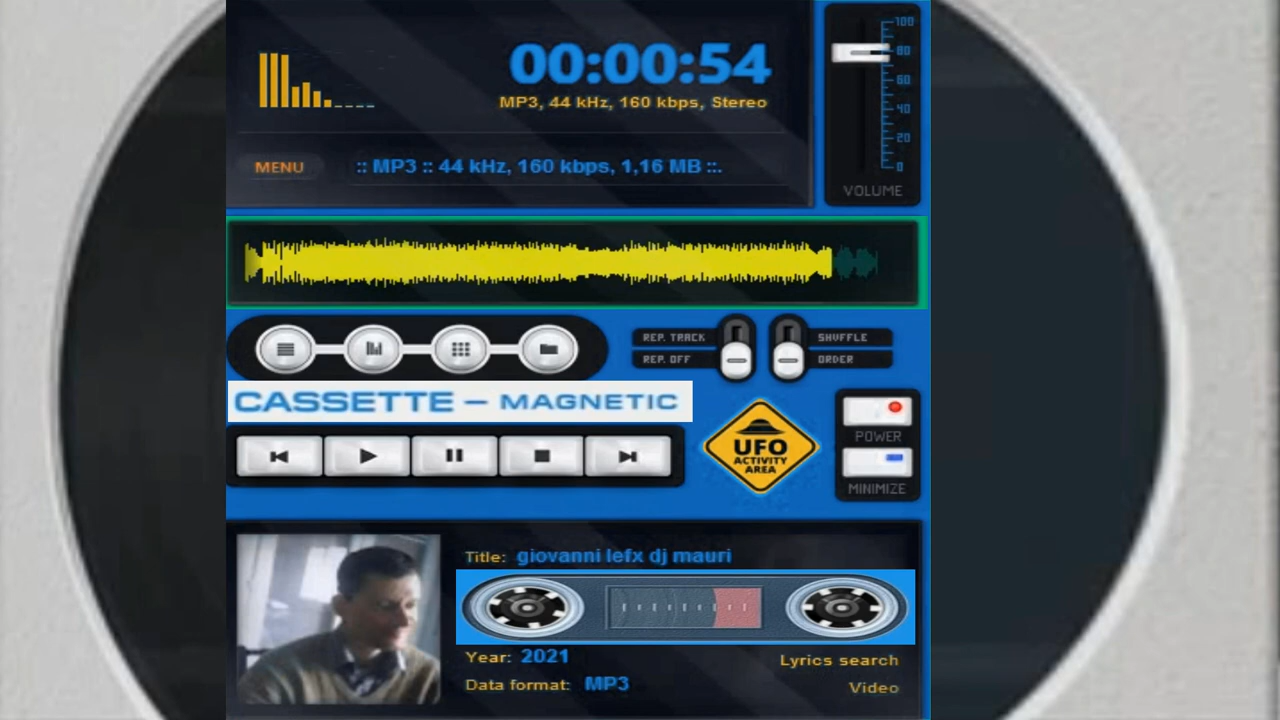 00:00:54
MP3, 44 kHz, 160 kbps, Stereo
MENU
:: MP3 :: 44 kHz, 160 kbps, 1,16 MB ::.
100
80
60
40
20
0
VOLUME
REP. TRACK
REP. OFF
SHUFFLE
ORDER
CASSETTE – MAGNETIC
UFO
ACTIVITY
AREA
POWER
MINIMIZE
Title: giovanni lefx dj mauri
Year: 2021
Lyrics search
Data format: MP3
Video